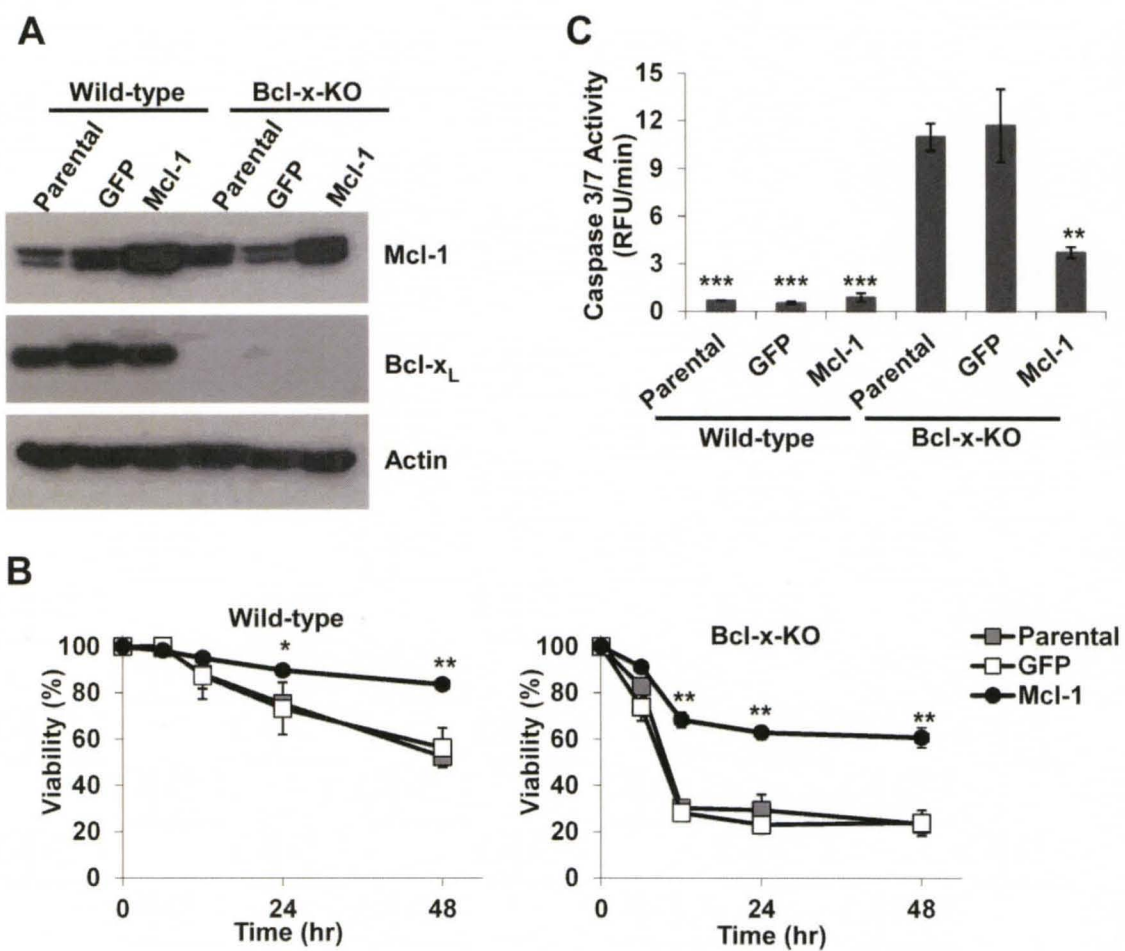 A
Wild-type
Bcl-x-KO
Parental
GFP
Mcl-1
Parental
GFP
Mcl-1
Mcl-1
Bcl-xL
Actin
C
Caspase 3/7 Activity
(RFU/min)
15
12
9
6
3
0
***
***
***
**
Parental
GFP
Mcl-1
Parental
GFP
Mcl-1
Wild-type
Bcl-x-KO
B
Wild-type
Viability (%)
100
80
60
40
20
0
*
**
0
24
48
Time (hr)
Bcl-x-KO
Viability (%)
100
80
60
40
20
0
**
**
**
0
24
48
Time (hr)
Parental
GFP
Mcl-1